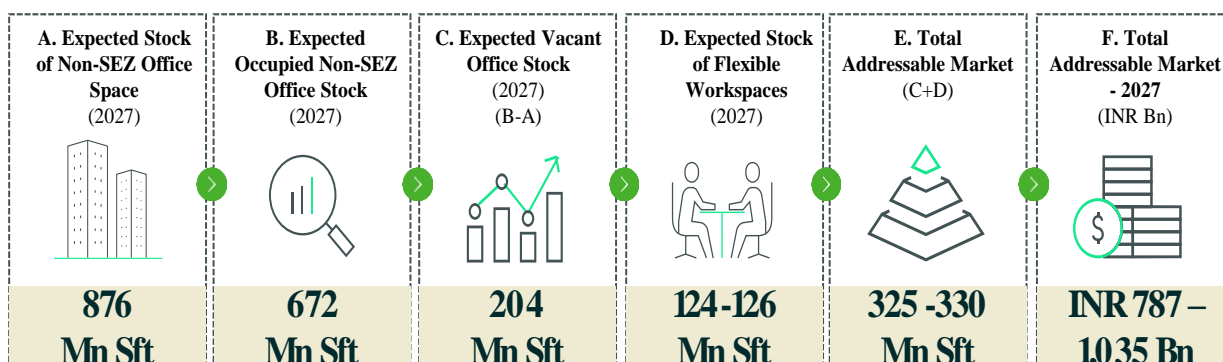 A. Expected Stock
of Non-SEZ Office
Space
(2027)
876
Mn Sft
B. Expected
Occupied Non-SEZ
Office Stock
(2027)
672
Mn Sft
C. Expected Vacant
Office Stock
(2027)
(B-A)
204
Mn Sft
D. Expected Stock
of Flexible
Workspaces
(2027)
124-126
Mn Sft
E. Total
Addressable Market
(C+D)
325 -330
Mn Sft
F. Total
Addressable Market
- 2027
(INR Bn)
$
INR 787 –
1,035 Bn